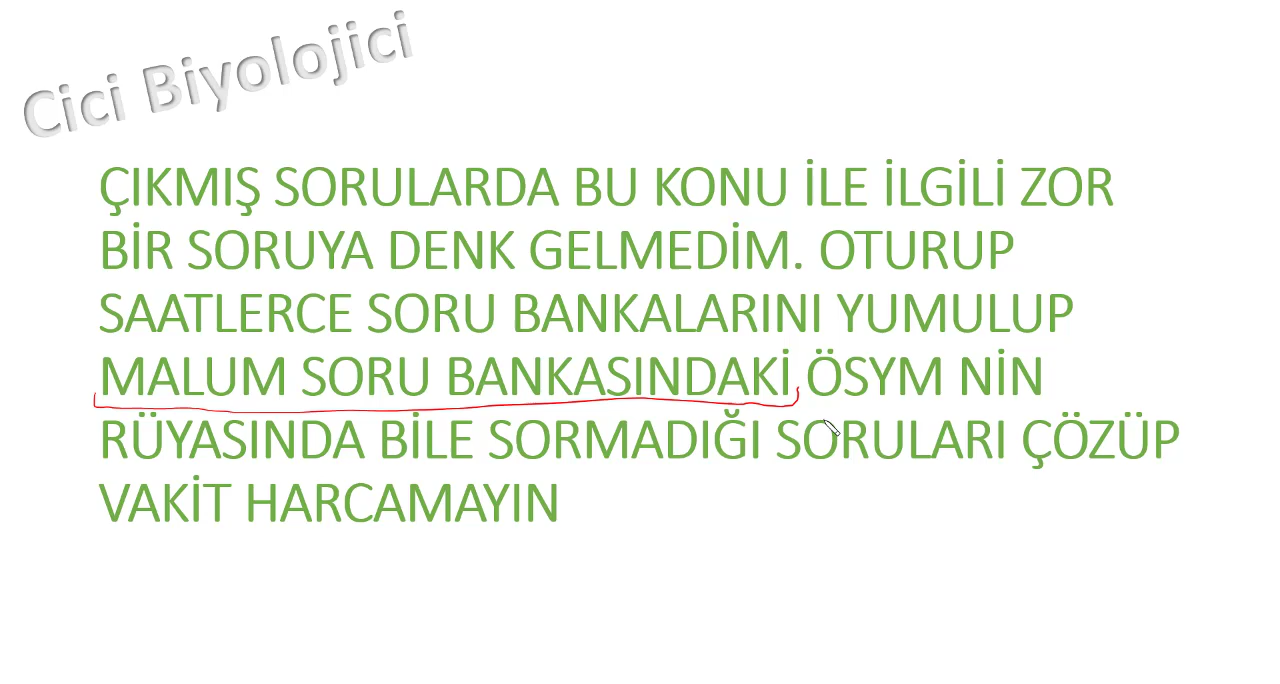 Cici Biyolojici
ÇIKMIŞ SORULARDA BU KONU İLE İLGİLİ ZOR
BİR SORUYA DENK GELMEDİM. OTURUP
SAATLERCE SORU BANKALARINI YUMULUP
MALUM SORU BANKASINDAKİ ÖSYM NİN
RÜYASINDA BİLE SORMADIĞI SORULARI ÇÖZÜP
VAKİT HARCAMAYIN